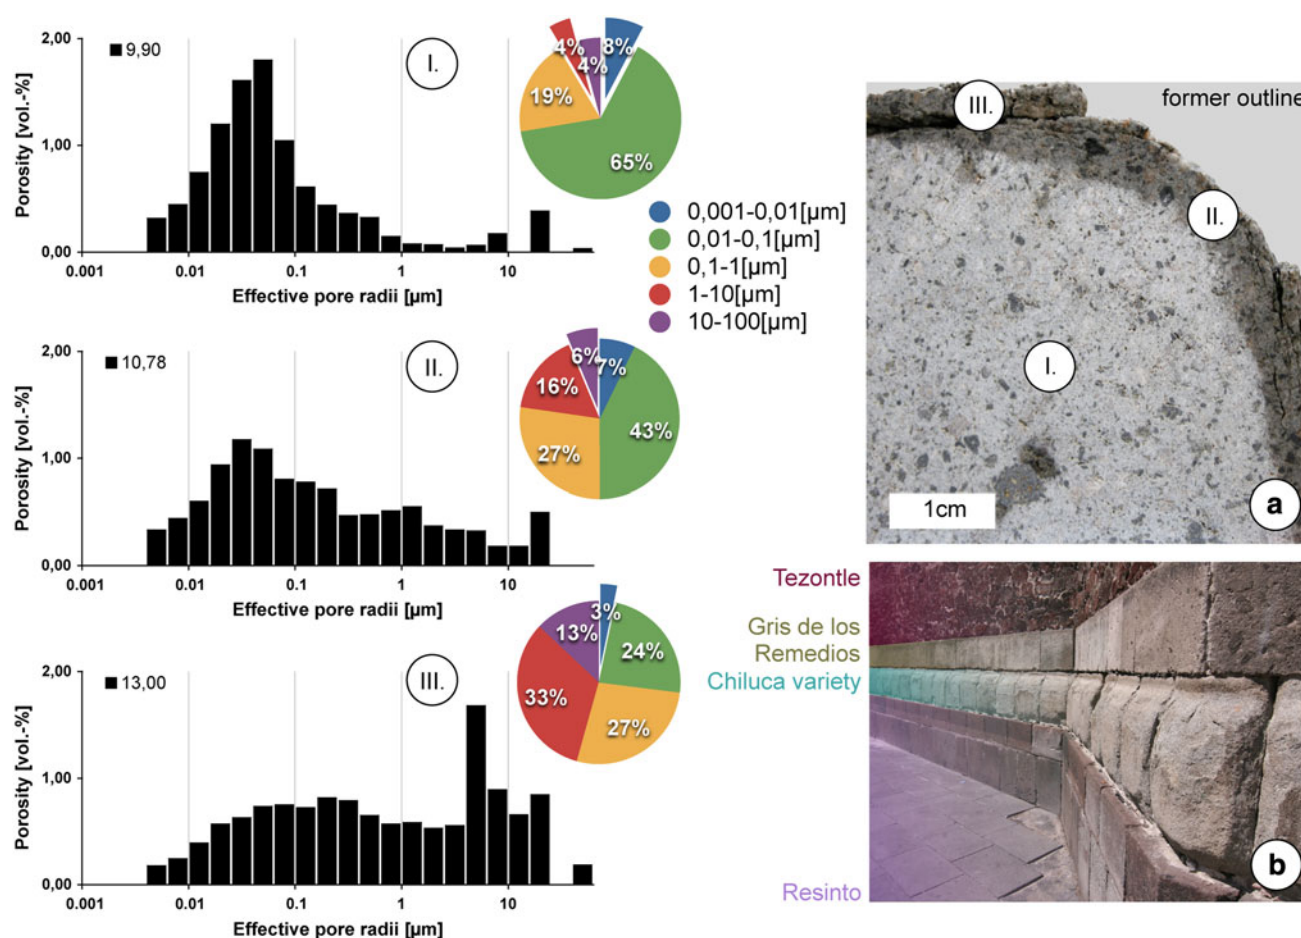 2,00
1,00
0,00
Porosity [vol.-%]
9,90
I.
0.001 0.01 0.1 1 10
Effective pore radii [µm]
4%
4%
8%
19%
65%
0,001-0,01[µm]
0,01-0,1[µm]
0,1-1[µm]
1-10[µm]
10-100[µm]
2,00
1,00
0,00
Porosity [vol.-%]
10,78
II.
0.001 0.01 0.1 1 10
Effective pore radii [µm]
6%
7%
16%
43%
27%
2,00
1,00
0,00
Porosity [vol.-%]
13,00
III.
0.001 0.01 0.1 1 10
Effective pore radii [µm]
3%
13%
24%
33%
27%
former outline
III.
II.
I.
1cm
a
Tezontle
Gris de los
Remedios
Chiluca variety
Resinto
b